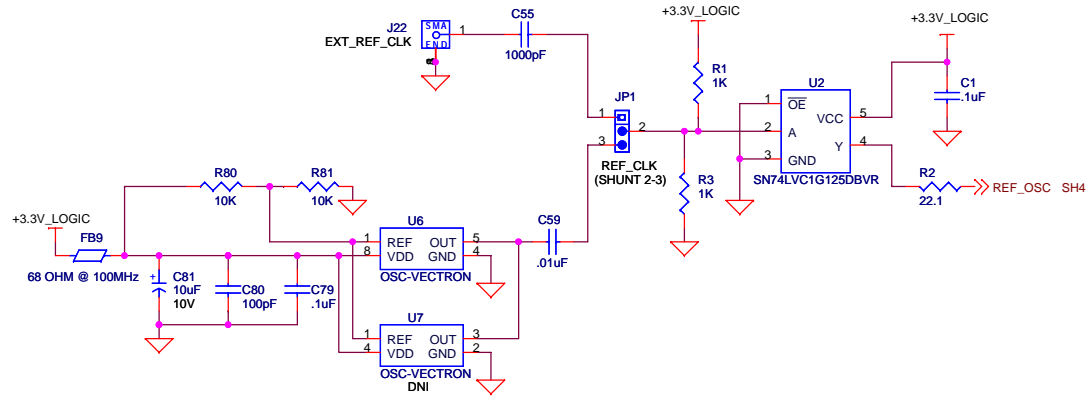 C55
+3.3V_LOGIC
+3.3V_LOGIC
J22
SMA
END
1
EXT_REF_CLK
1000pF
R1
1K
U2
C1
.1uF
JP1
1
2
3
REF_CLK
(SHUNT 2-3)
1
OE
VCC
5
2
A
Y
4
3
GND
SN74LVC1G125DBVR
R3
1K
R2
22.1
REF_OSC SH4
R80
10K
R81
10K
+3.3V_LOGIC
FB9
68 OHM @ 100MHz
+
C81
10uF
10V
C80
100pF
C79
.1uF
U6
1
REF
OUT
5
8
VDD
GND
4
OSC-VECTRON
C59
.01uF
U7
1
REF
OUT
3
4
VDD
GND
2
OSC-VECTRON
DNI